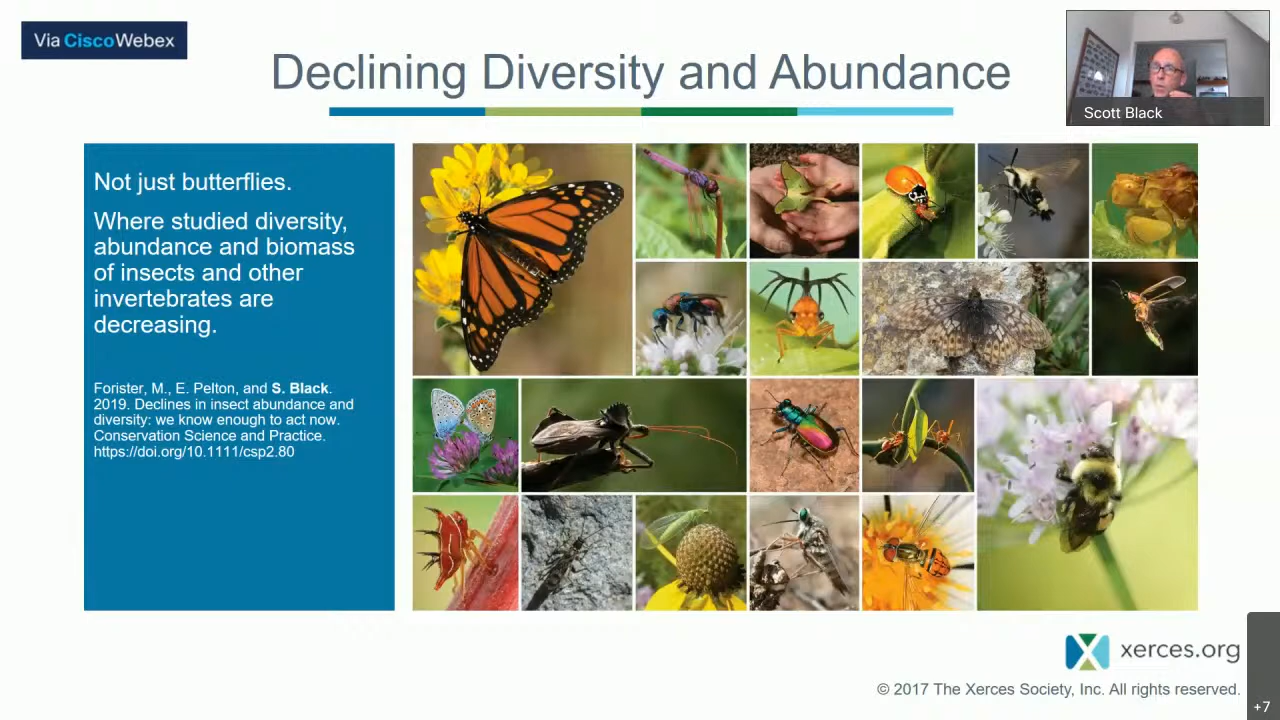 Via Cisco Webex
Declining Diversity and Abundance
Scott Black
Not just butterflies.
Where studied diversity,
abundance and biomass
of insects and other
invertebrates are
decreasing.
Forister, M., E. Pelton, and S. Black.
2019. Declines in insect abundance and
diversity: we know enough to act now.
Conservation Science and Practice.
https://doi.org/10.1111/csp2.80
xerces.org
© 2017 The Xerces Society, Inc. All rights reserved.
+7